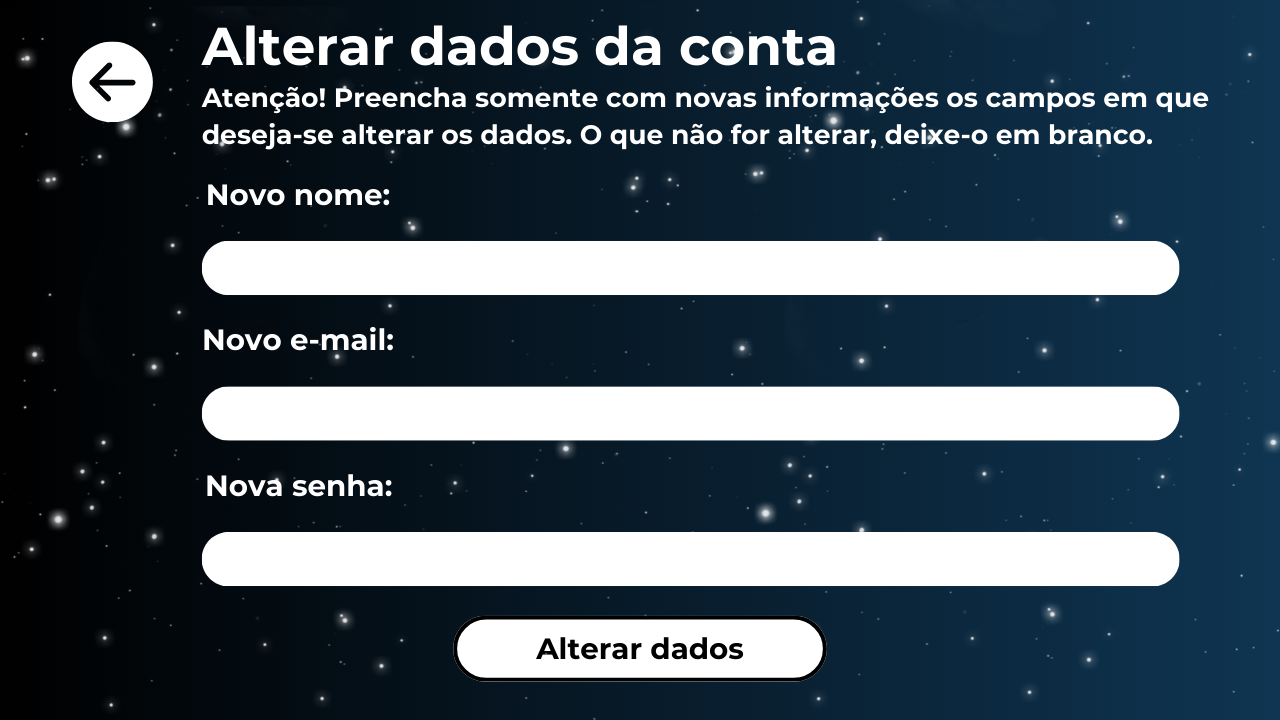 Alterar dados da conta
Atenção! Preencha somente com novas informações os campos em que
deseja-se alterar os dados. O que não for alterar, deixe-o em branco.
Novo nome:
Novo e-mail:
Nova senha:
Alterar dados